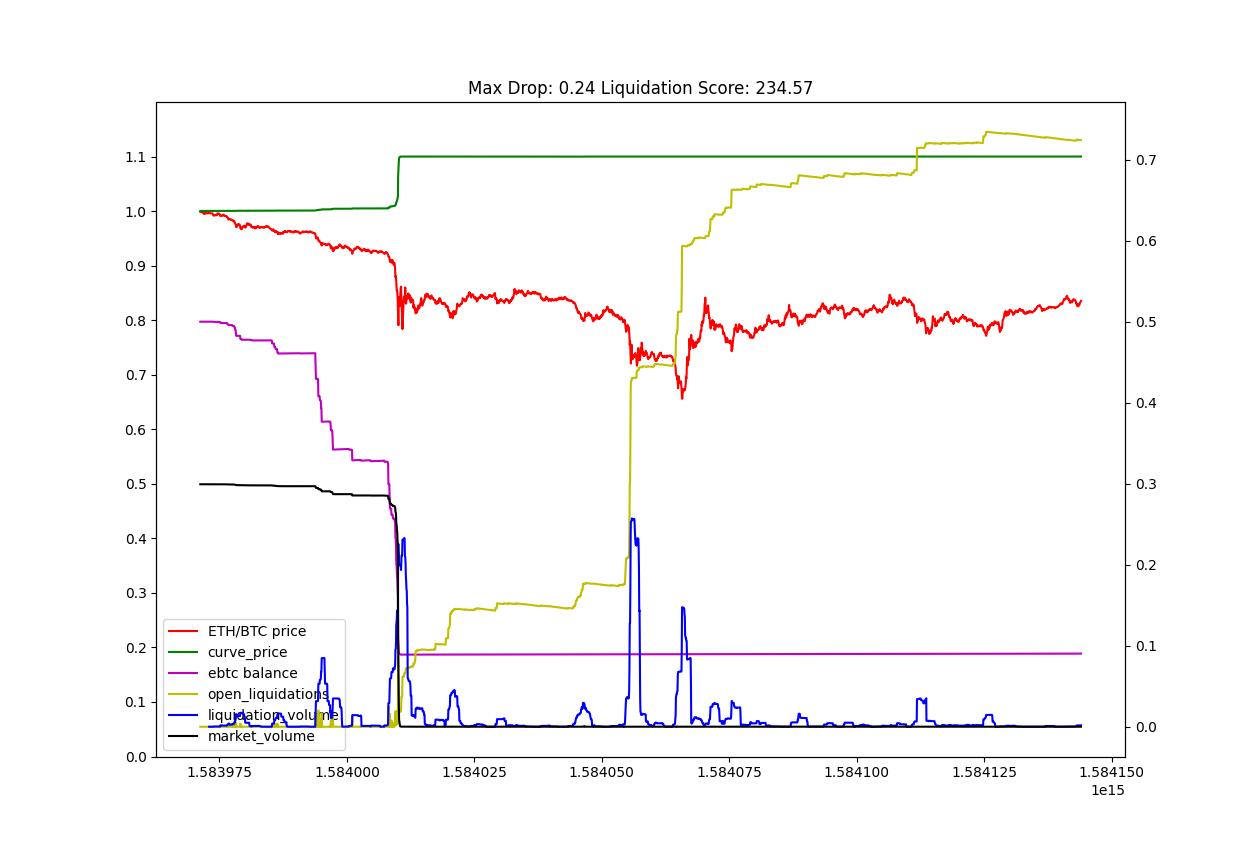 Max Drop: 0.24 Liquidation Score: 234.57
1.1
1.0
0.9
0.8
0.7
0.6
0.5
0.4
0.3
0.2
0.1
0.0
0.7
0.6
0.5
0.4
0.3
0.2
0.1
0.0
ETH/BTC price
curve_price
ebtc balance
open_liquidations
liquidation_volume
market_volume
1.583975 1.584000 1.584025 1.584050 1.584075 1.584100 1.584125 1.584150
1e15